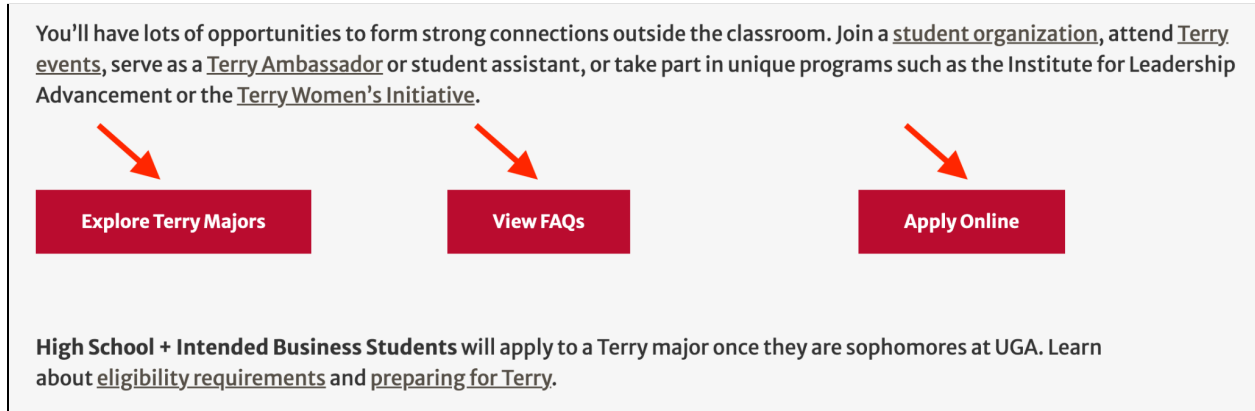 You’ll have lots of opportunities to form strong connections outside the classroom. Join a student organization, attend Terry
events, serve as a Terry Ambassador or student assistant, or take part in unique programs such as the Institute for Leadership
Advancement or the Terry Women’s Initiative.
Explore Terry Majors
View FAQs
Apply Online
High School + Intended Business Students will apply to a Terry major once they are sophomores at UGA. Learn
about eligibility requirements and preparing for Terry.